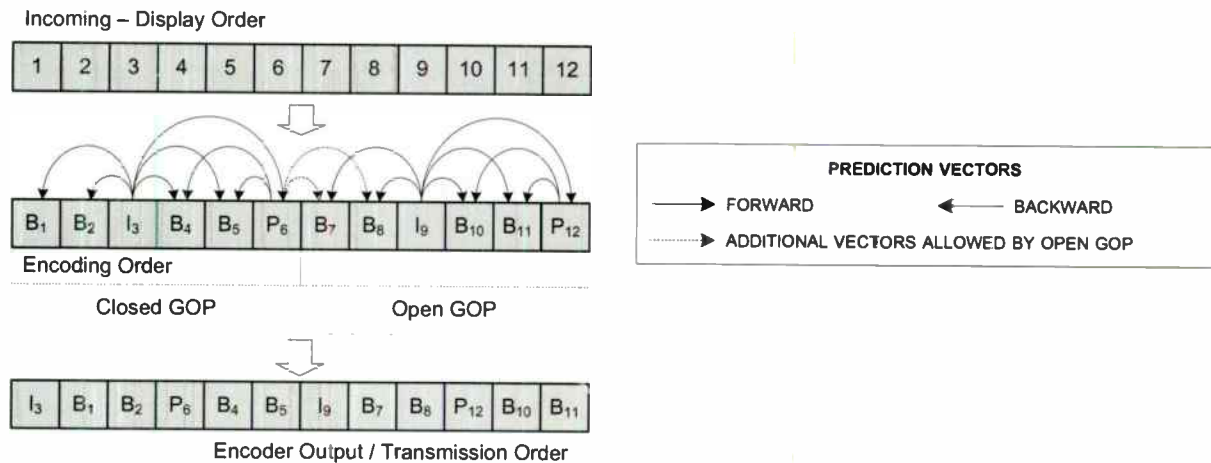 Incoming – Display Order
1 2 3 4 5 6 7 8 9 10 11 12
B₁ B₂ I₃ B₄ B₅ P₆ B₇ B₈ I₉ B₁₀ B₁₁ P₁₂
Encoding Order
Closed GOP Open GOP
I₃ B₁ B₂ P₆ B₄ B₅ I₉ B₇ B₈ P₁₂ B₁₀ B₁₁
Encoder Output / Transmission Order
PREDICTION VECTORS
FORWARD BACKWARD
ADDITIONAL VECTORS ALLOWED BY OPEN GOP